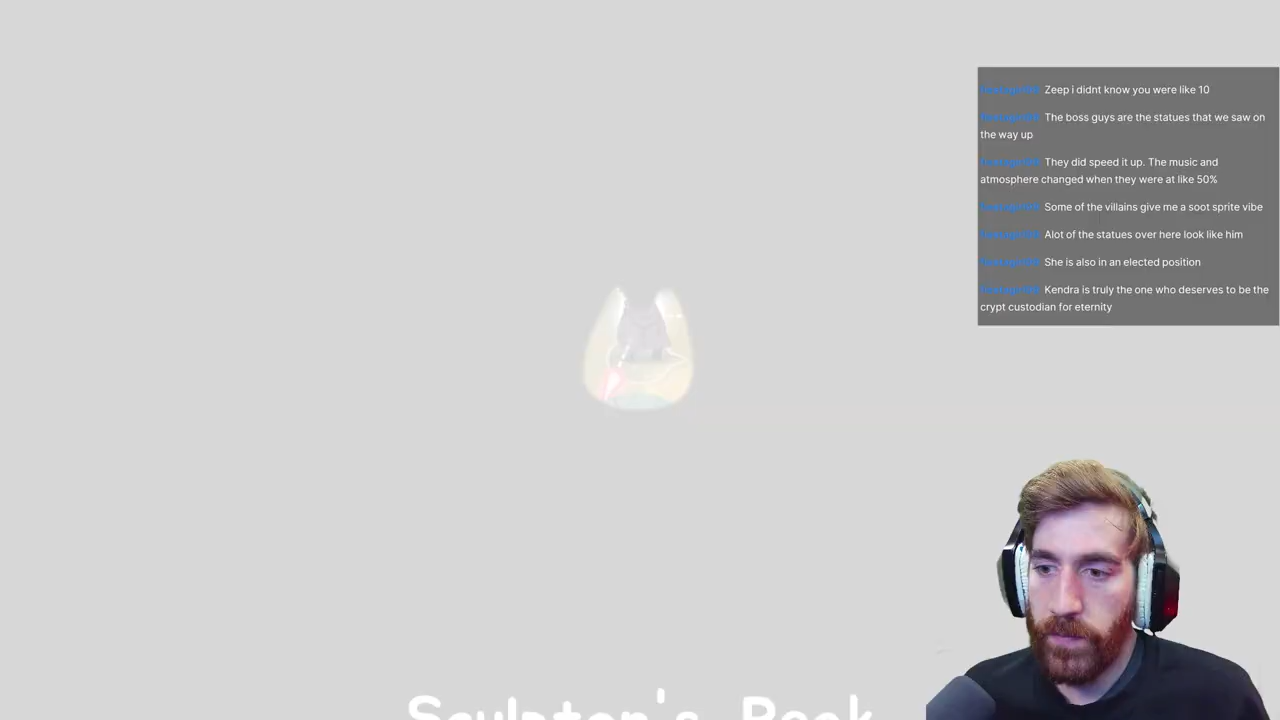 Zeep i didnt know you were like 10
The boss guys are the statues that we saw on
the way up
They did speed it up. The music and
atmosphere changed when they were at like 50%
Some of the villains give me a soot sprite vibe
Alot of the statues over here look like him
She is also in an elected position
Kendra is truly the one who deserves to be the
crypt custodian for eternity
Sculptor's Peak